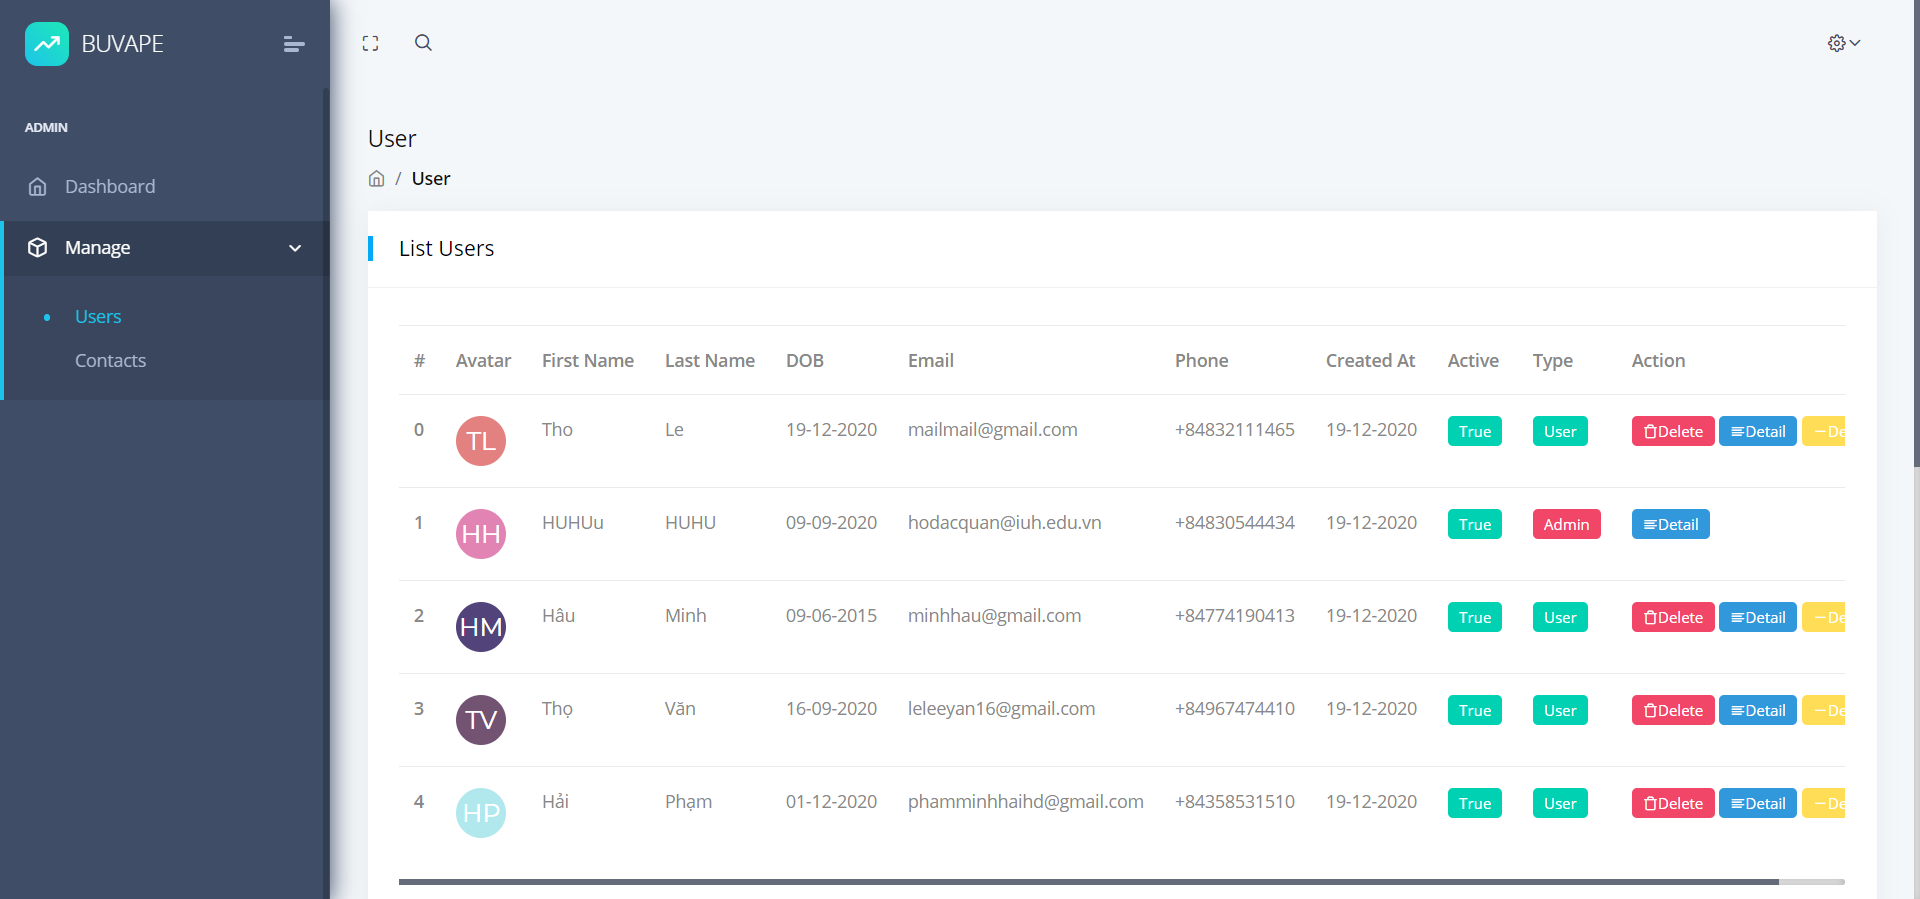 BUVAPE
ADMIN
Dashboard
Manage
Users
Contacts
User
/ User
List Users
# Avatar First Name Last Name DOB Email Phone Created At Active Type Action
0 TL Tho Le 19-12-2020 mailmail@gmail.com +84832111465 19-12-2020 True User Delete Detail De
1 HH HUHUu HUHU 09-09-2020 hodacquan@iuh.edu.vn +84830544434 19-12-2020 True Admin Detail
2 HM Hâu Minh 09-06-2015 minhhau@gmail.com +84774190413 19-12-2020 True User Delete Detail De
3 TV Thọ Văn 16-09-2020 leleeyan16@gmail.com +84967474410 19-12-2020 True User Delete Detail De
4 HP Hải Phạm 01-12-2020 phamminhhaihd@gmail.com +84358531510 19-12-2020 True User Delete Detail De